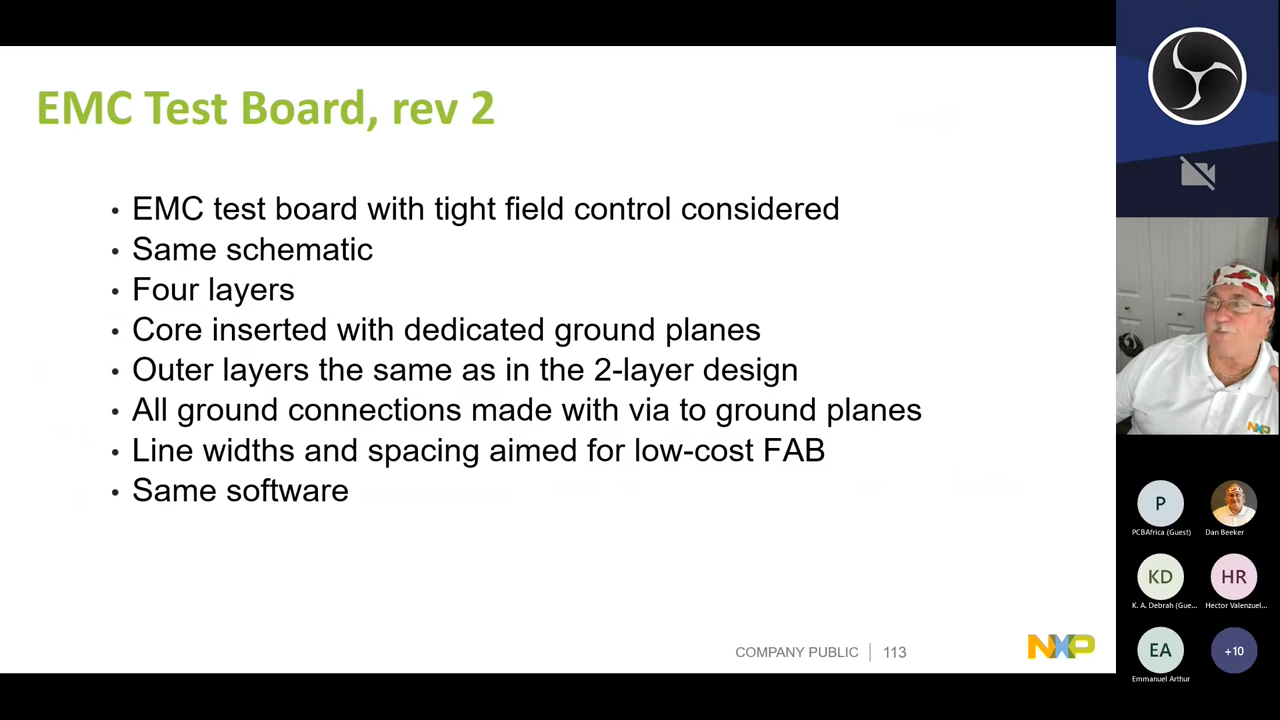 EMC Test Board, rev 2
• EMC test board with tight field control considered
• Same schematic
• Four layers
• Core inserted with dedicated ground planes
• Outer layers the same as in the 2-layer design
• All ground connections made with via to ground planes
• Line widths and spacing aimed for low-cost FAB
• Same software
COMPANY PUBLIC | 113
NXP
NXP
P
PCBAfrica (Guest)
Dan Beeker
KD
K. A. Debrah (Gue...
HR
Hector Valenzuel...
EA
Emmanuel Arthur
+10